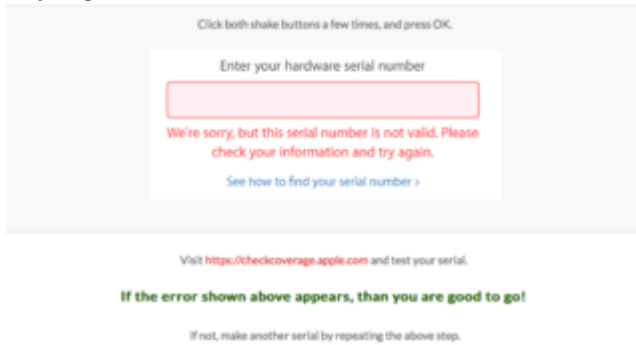 Click both shake buttons a few times, and press OK.
Enter your hardware serial number
We're sorry, but this serial number is not valid. Please
check your information and try again.
See how to find your serial number >
Visit https://checkcoverage.apple.com and test your serial.
If the error shown above appears, than you are good to go!
If not, make another serial by repeating the above step.